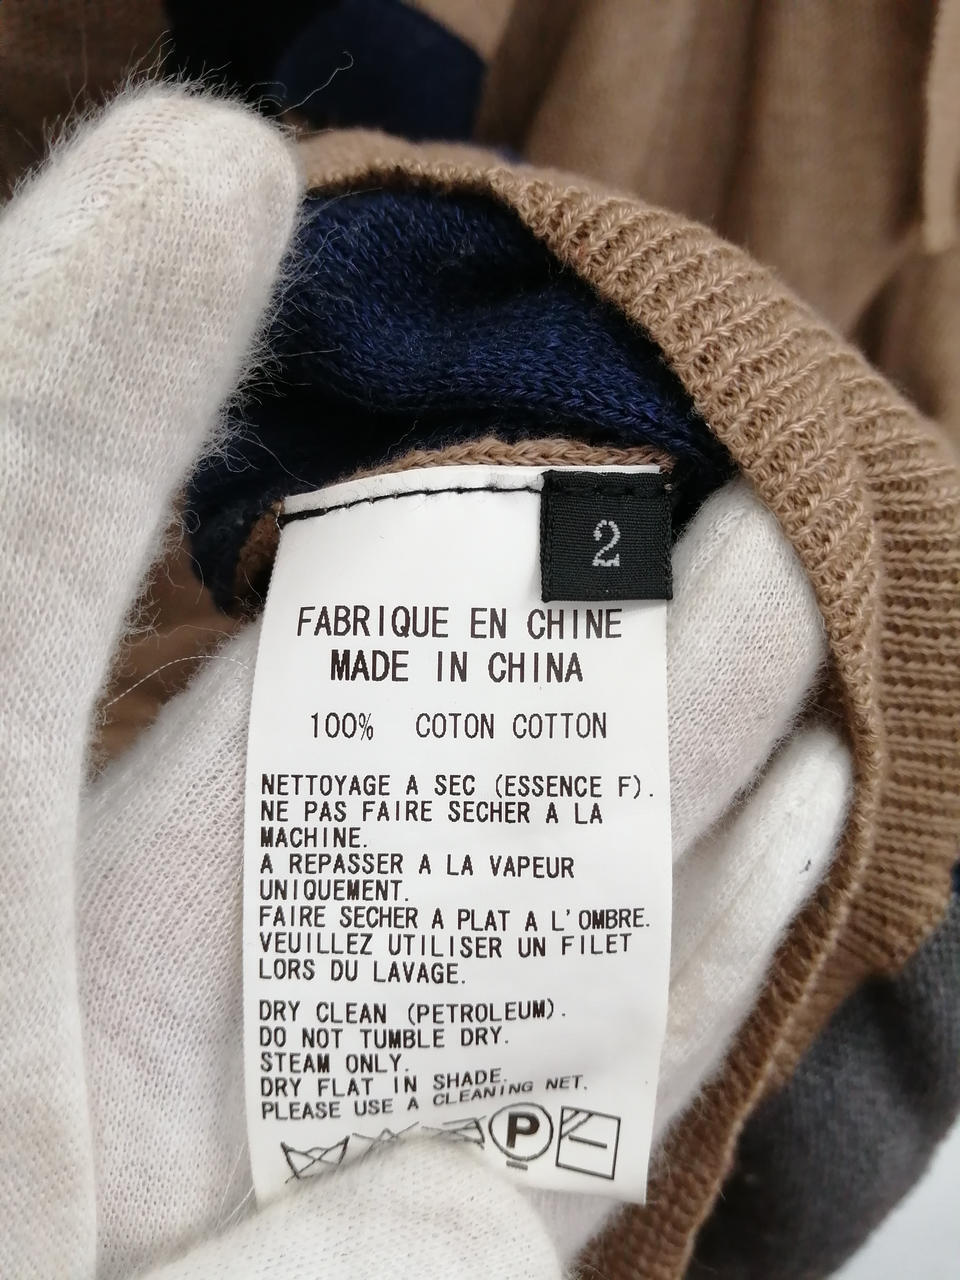 2
FABRIQUE EN CHINE
MADE IN CHINA
100% COTON COTTON
NETTOYAGE A SEC (ESSENCE F).
NE PAS FAIRE SECHER A LA
MACHINE.
A REPASSER A LA VAPEUR
UNIQUEMENT.
FAIRE SECHER A PLAT A L'OMBRE.
VEUILLEZ UTILISER UN FILET
LORS DU LAVAGE.
DRY CLEAN (PETROLEUM).
DO NOT TUMBLE DRY.
STEAM ONLY.
DRY FLAT IN SHADE.
PLEASE USE A CLEANING NET.
P